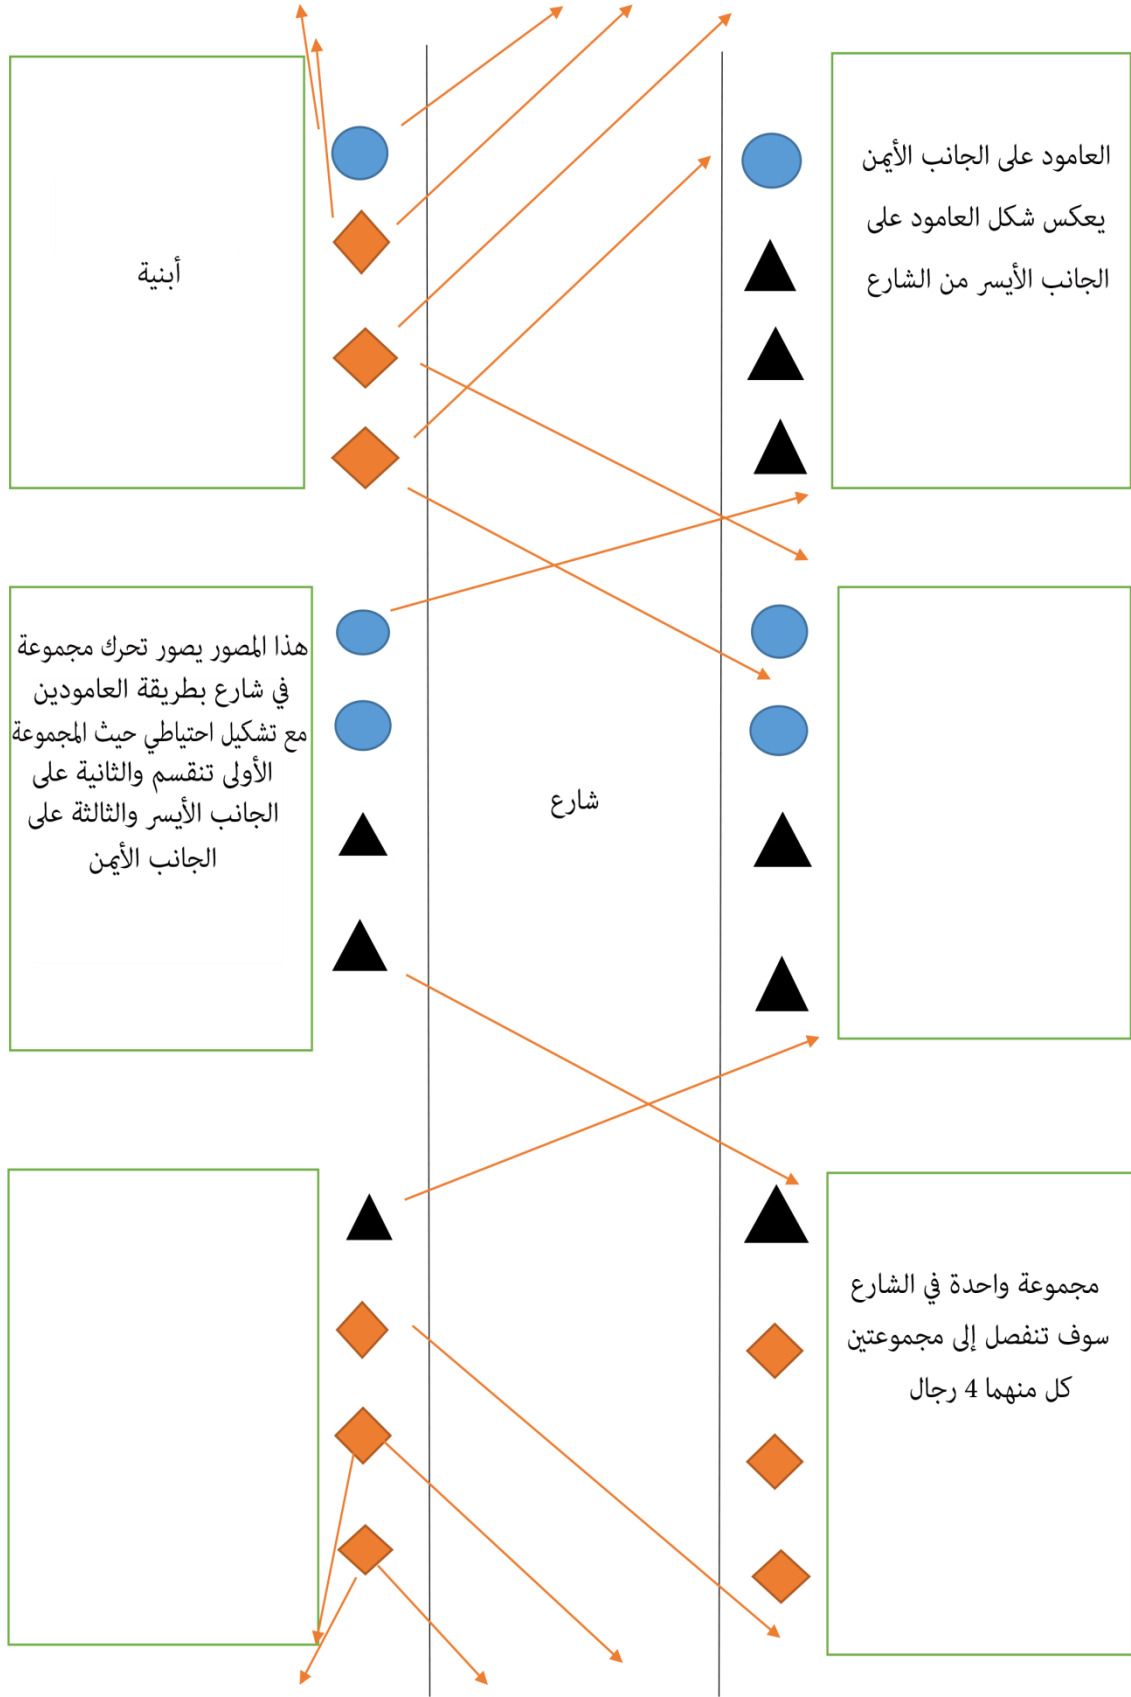 العامود على الجانب الأيمن
يعكس شكل العامود على
الجانب الأيسر من الشارع
أبنية
هذا المصور يصور تحرك مجموعة
في شارع بطريقة العامودين
مع تشكيل احتياطي حيث المجموعة
الأولى تنقسم والثانية على
الجانب الأيسر والثالثة على
الجانب الأيمن
شارع
مجموعة واحدة في الشارع
سوف تنفصل إلى مجموعتين
كل منهما 4 رجال